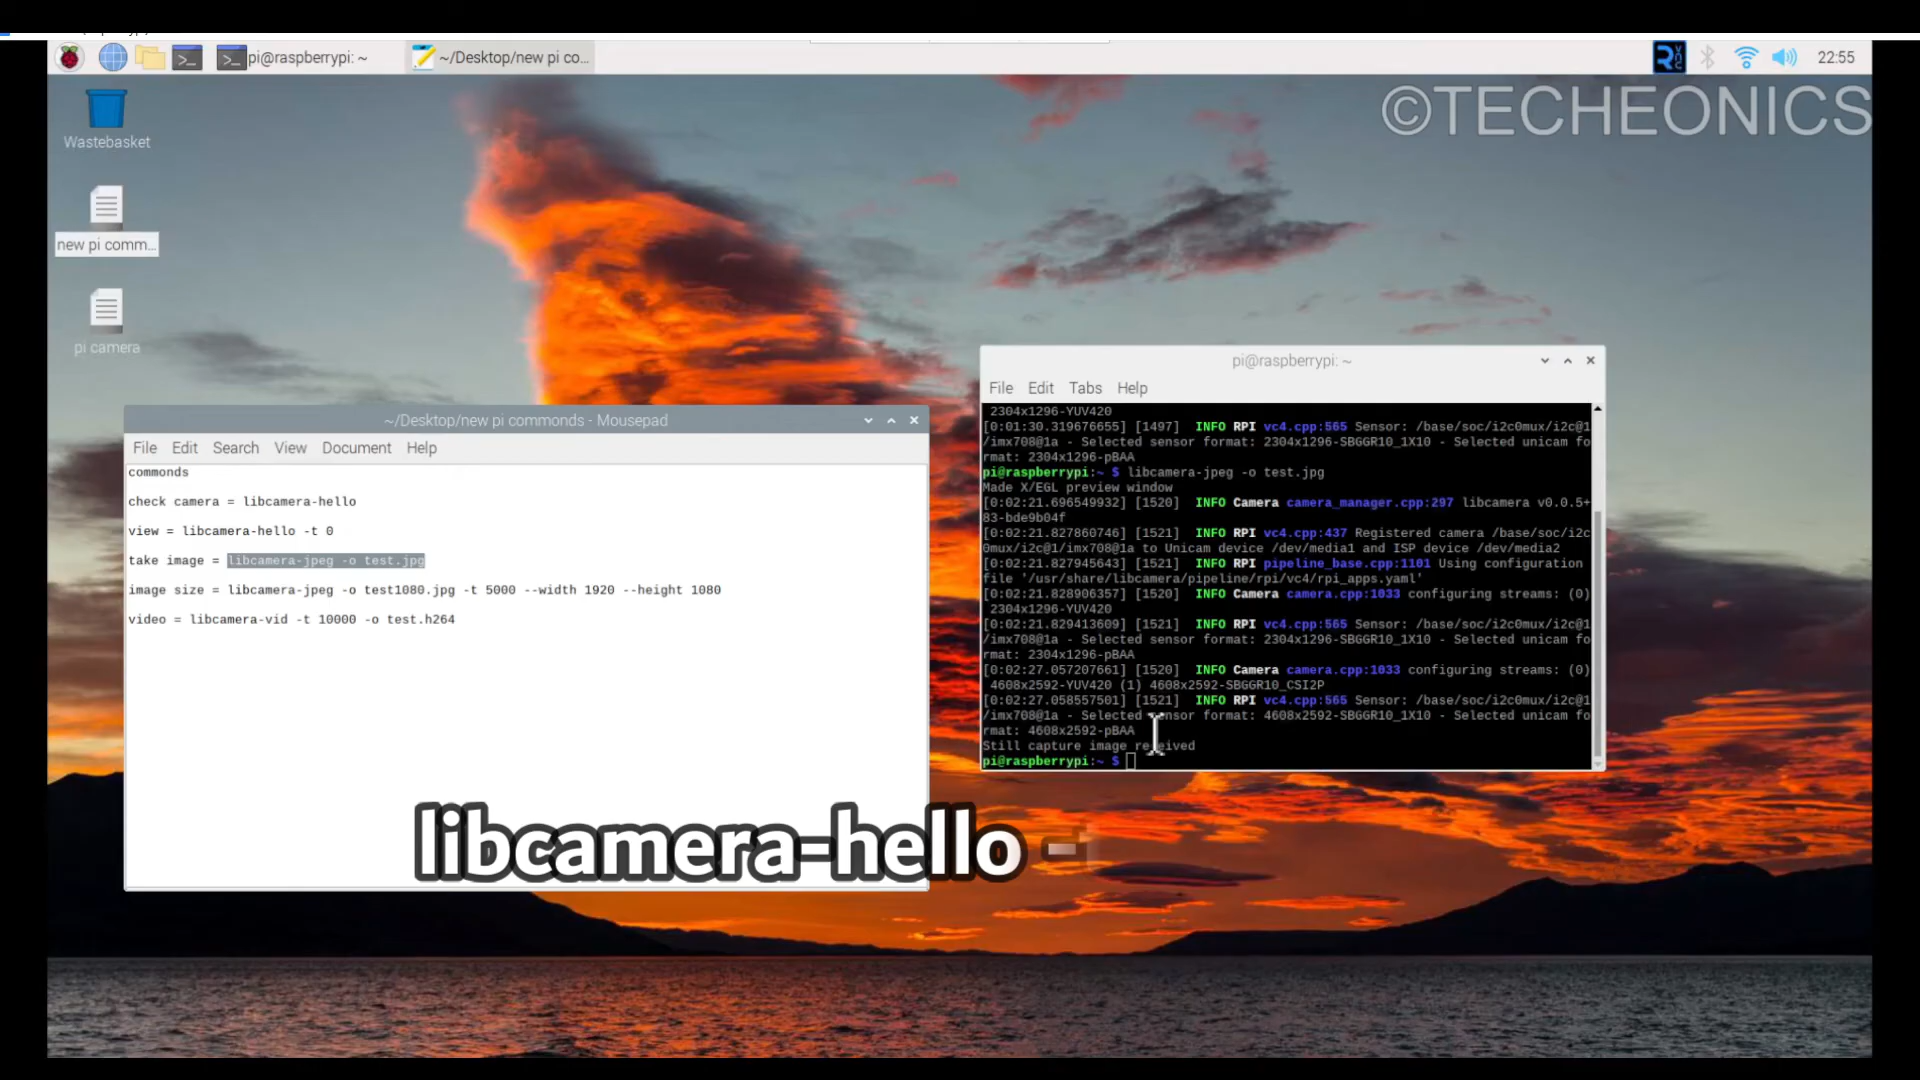 pi@raspberrypi: ~
~/Desktop/new pi co...
22:55
©TECHEONICS
Wastebasket
new pi comm...
pi camera
~/Desktop/new pi commonds - Mousepad
File Edit Search View Document Help
commonds
check camera = libcamera-hello
view = libcamera-hello -t 0
take image = libcamera-jpeg -o test.jpg
image size = libcamera-jpeg -o test1080.jpg -t 5000 --width 1920 --height 1080
video = libcamera-vid -t 10000 -o test.h264
pi@raspberrypi: ~
File Edit Tabs Help
2304x1296-YUV420
[0:01:30.319676655] [1497] INFO RPI vc4.cpp:565 Sensor: /base/soc/i2c0mux/i2c@1
/imx708@1a - Selected sensor format: 2304x1296-SBGGR10_1X10 - Selected unicam fo
rmat: 2304x1296-pBAA
pi@raspberrypi:~ $ libcamera-jpeg -o test.jpg
Made X/EGL preview window
[0:02:21.696549932] [1520] INFO Camera camera_manager.cpp:297 libcamera v0.0.5+
83-bde9b04f
[0:02:21.827860746] [1521] INFO RPI vc4.cpp:437 Registered camera /base/soc/i2c
0mux/i2c@1/imx708@1a to Unicam device /dev/media1 and ISP device /dev/media2
[0:02:21.827945643] [1521] INFO RPI pipeline_base.cpp:1101 Using configuration
file '/usr/share/libcamera/pipeline/rpi/vc4/rpi_apps.yaml'
[0:02:21.828906357] [1520] INFO Camera camera.cpp:1033 configuring streams: (0)
2304x1296-YUV420
[0:02:21.829413609] [1521] INFO RPI vc4.cpp:565 Sensor: /base/soc/i2c0mux/i2c@1
/imx708@1a - Selected sensor format: 2304x1296-SBGGR10_1X10 - Selected unicam fo
rmat: 2304x1296-pBAA
[0:02:27.057207661] [1520] INFO Camera camera.cpp:1033 configuring streams: (0)
4608x2592-YUV420 (1) 4608x2592-SBGGR10_CSI2P
[0:02:27.058557501] [1521] INFO RPI vc4.cpp:565 Sensor: /base/soc/i2c0mux/i2c@1
/imx708@1a - Selected sensor format: 4608x2592-SBGGR10_1X10 - Selected unicam fo
rmat: 4608x2592-pBAA
Still capture image received
pi@raspberrypi:~ $
libcamera-hello -